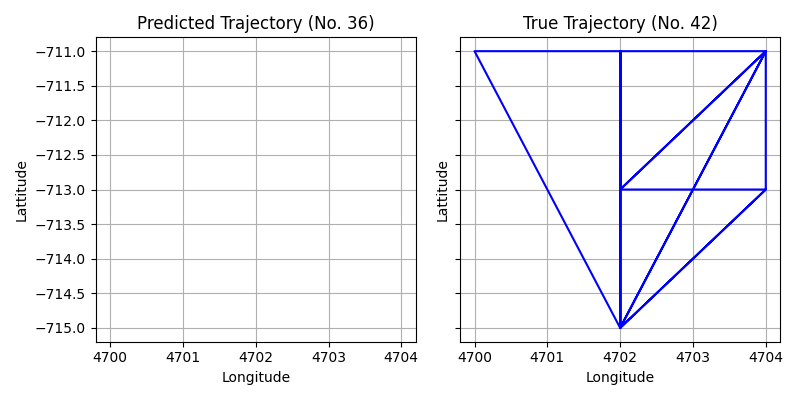 Predicted Trajectory (No. 36)
−711.0
−711.5
−712.0
−712.5
−713.0
−713.5
−714.0
−714.5
−715.0
Lattitude
4700 4701 4702 4703 4704
Longitude
True Trajectory (No. 42)
Lattitude
4700 4701 4702 4703 4704
Longitude